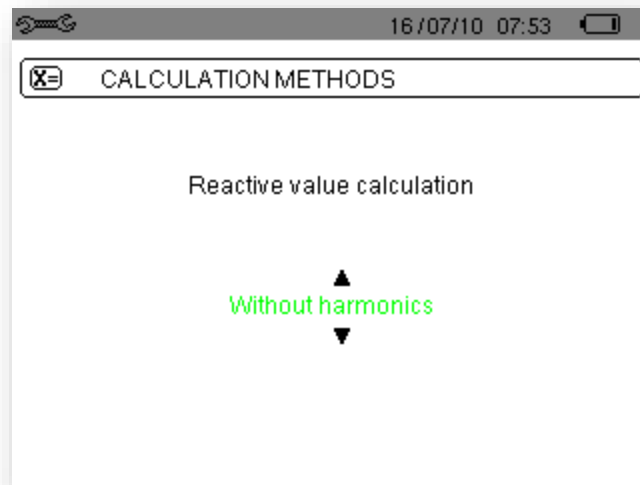 16/07/10 07:53
X= CALCULATION METHODS
Reactive value calculation
Without harmonics